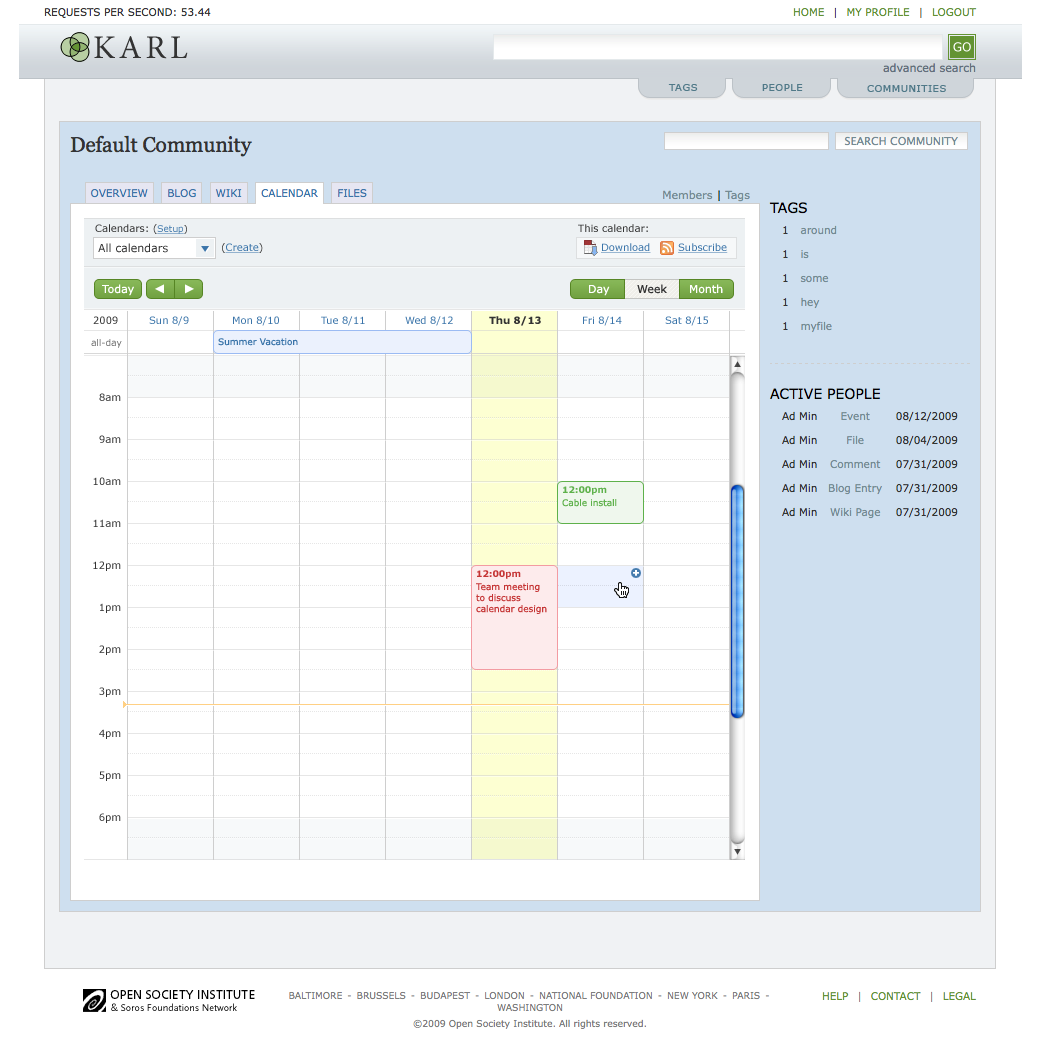 REQUESTS PER SECOND: 53.44
HOME | MY PROFILE | LOGOUT
KARL
GO
advanced search
TAGS
PEOPLE
COMMUNITIES
Default Community
SEARCH COMMUNITY
OVERVIEW
BLOG
WIKI
CALENDAR
FILES
Members | Tags
Calendars: (Setup)
All calendars
(Create)
This calendar:
Download
Subscribe
Today
Day
Week
Month
2009
Sun 8/9
Mon 8/10
Tue 8/11
Wed 8/12
Thu 8/13
Fri 8/14
Sat 8/15
all-day
Summer Vacation
8am
9am
10am
11am
12pm
1pm
2pm
3pm
4pm
5pm
6pm
12:00pm
Cable install
12:00pm
Team meeting
to discuss
calendar design
TAGS
1 around
1 is
1 some
1 hey
1 myfile
ACTIVE PEOPLE
Ad Min Event 08/12/2009
Ad Min File 08/04/2009
Ad Min Comment 07/31/2009
Ad Min Blog Entry 07/31/2009
Ad Min Wiki Page 07/31/2009
OPEN SOCIETY INSTITUTE
& Soros Foundations Network
BALTIMORE - BRUSSELS - BUDAPEST - LONDON - NATIONAL FOUNDATION - NEW YORK - PARIS -
WASHINGTON
©2009 Open Society Institute. All rights reserved.
HELP | CONTACT | LEGAL